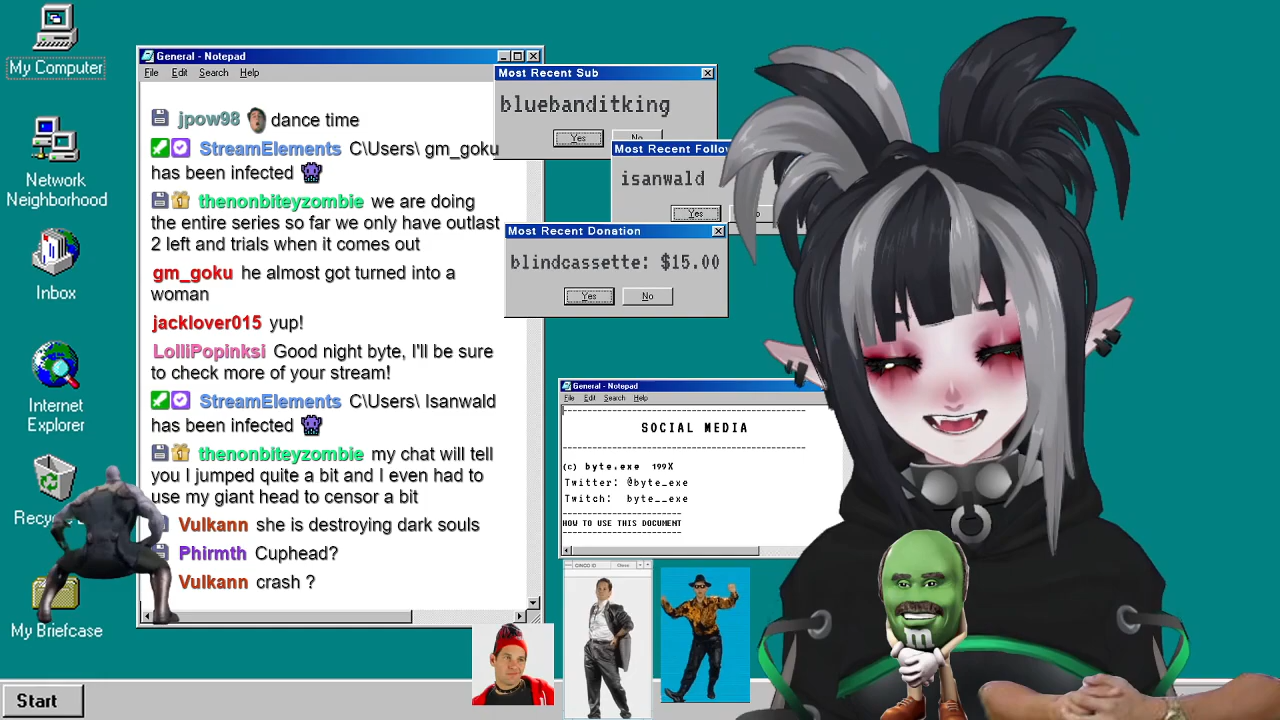 My Computer
Network
Neighborhood
Inbox
Internet
Explorer
My Briefcase
Start
General - Notepad
File Edit Search Help
jpow98 dance time
StreamElements C\Users\ gm_goku
has been infected
thenonbiteyzombie we are doing
the entire series so far we only have outlast
2 left and trials when it comes out
gm_goku he almost got turned into a
woman
jacklover015 yup!
LolliPopinksi Good night byte, I'll be sure
to check more of your stream!
StreamElements C\Users\ Isanwald
has been infected
thenonbiteyzombie my chat will tell
you I jumped quite a bit and I even had to
use my giant head to censor a bit
Vulkann she is destroying dark souls
Phirmth Cuphead?
Vulkann crash ?
Most Recent Sub
bluebanditking
Yes No
Most Recent Follow
isanwald
Yes
Most Recent Donation
blindcassette: $15.00
Yes No
General - Notepad
File Edit Search Help
SOCIAL MEDIA
(c) byte.exe 199X
Twitter: @byte_exe
Twitch: byte__exe
HOW TO USE THIS DOCUMENT
m